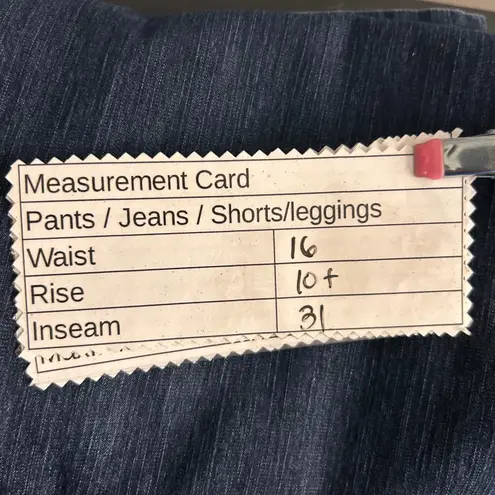 Measurement Card
Pants / Jeans / Shorts/leggings
Waist 16
Rise 10+
Inseam 31